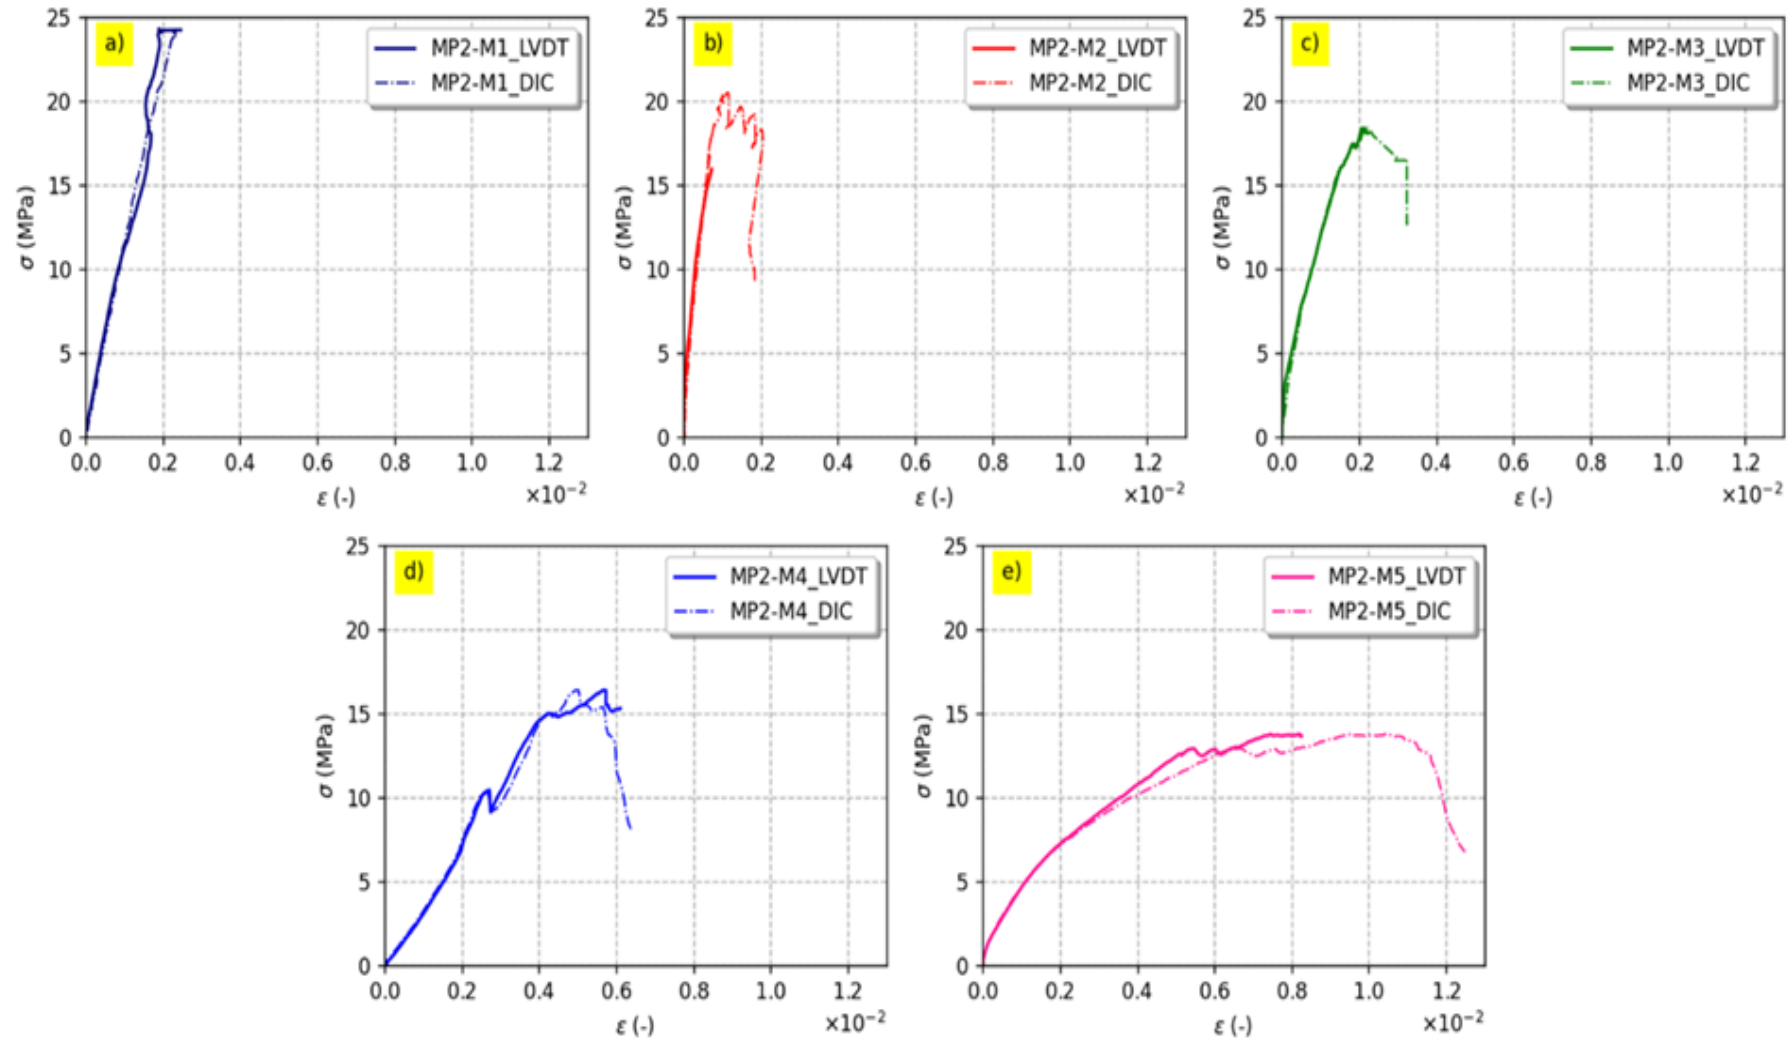 a)
MP2-M1_LVDT
MP2-M1_DIC
25
20
15
10
5
0
σ (MPa)
0.0 0.2 0.4 0.6 0.8 1.0 1.2
×10⁻²
ε (-)
b)
MP2-M2_LVDT
MP2-M2_DIC
25
20
15
10
5
0
σ (MPa)
0.0 0.2 0.4 0.6 0.8 1.0 1.2
×10⁻²
ε (-)
c)
MP2-M3_LVDT
MP2-M3_DIC
25
20
15
10
5
0
σ (MPa)
0.0 0.2 0.4 0.6 0.8 1.0 1.2
×10⁻²
ε (-)
d)
MP2-M4_LVDT
MP2-M4_DIC
25
20
15
10
5
0
σ (MPa)
0.0 0.2 0.4 0.6 0.8 1.0 1.2
×10⁻²
ε (-)
e)
MP2-M5_LVDT
MP2-M5_DIC
25
20
15
10
5
0
σ (MPa)
0.0 0.2 0.4 0.6 0.8 1.0 1.2
×10⁻²
ε (-)